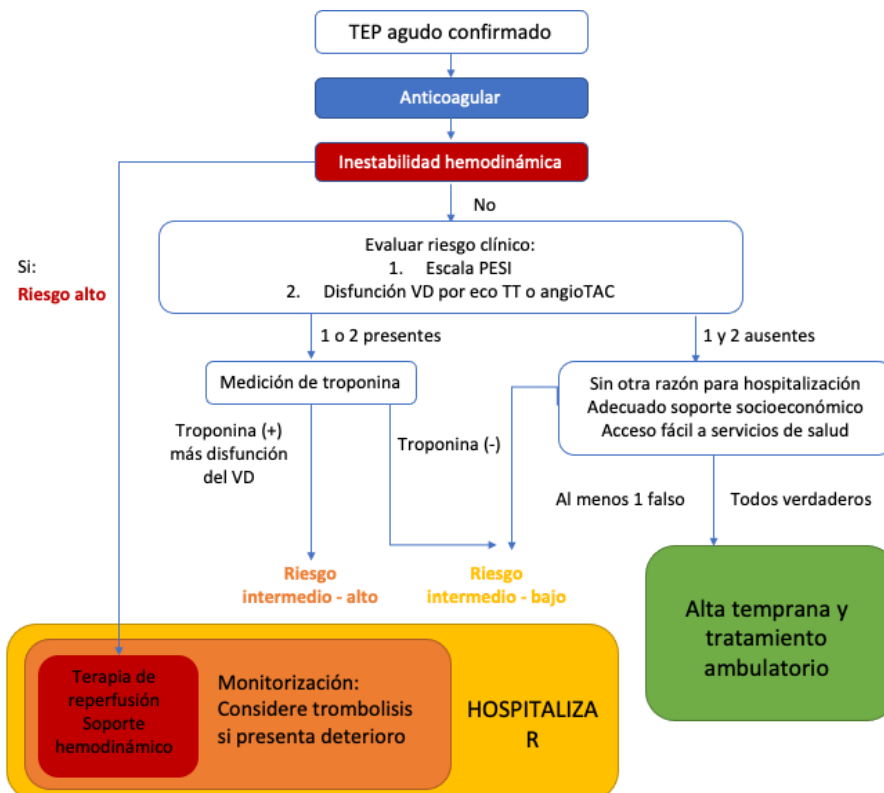 TEP agudo confirmado
Anticoagular
Inestabilidad hemodinámica
No
Si:
Riesgo alto
Evaluar riesgo clínico:
1. Escala PESI
2. Disfunción VD por eco TT o angioTAC
1 o 2 presentes
1 y 2 ausentes
Medición de troponina
Sin otra razón para hospitalización
Adecuado soporte socioeconómico
Acceso fácil a servicios de salud
Troponina (+)
más disfunción
del VD
Troponina (-)
Al menos 1 falso
Todos verdaderos
Riesgo
intermedio - alto
Riesgo
intermedio - bajo
Alta temprana y
tratamiento
ambulatorio
Terapia de
reperfusión
Soporte
hemodinámico
Monitorización:
Considere trombolisis
si presenta deterioro
HOSPITALIZA
R